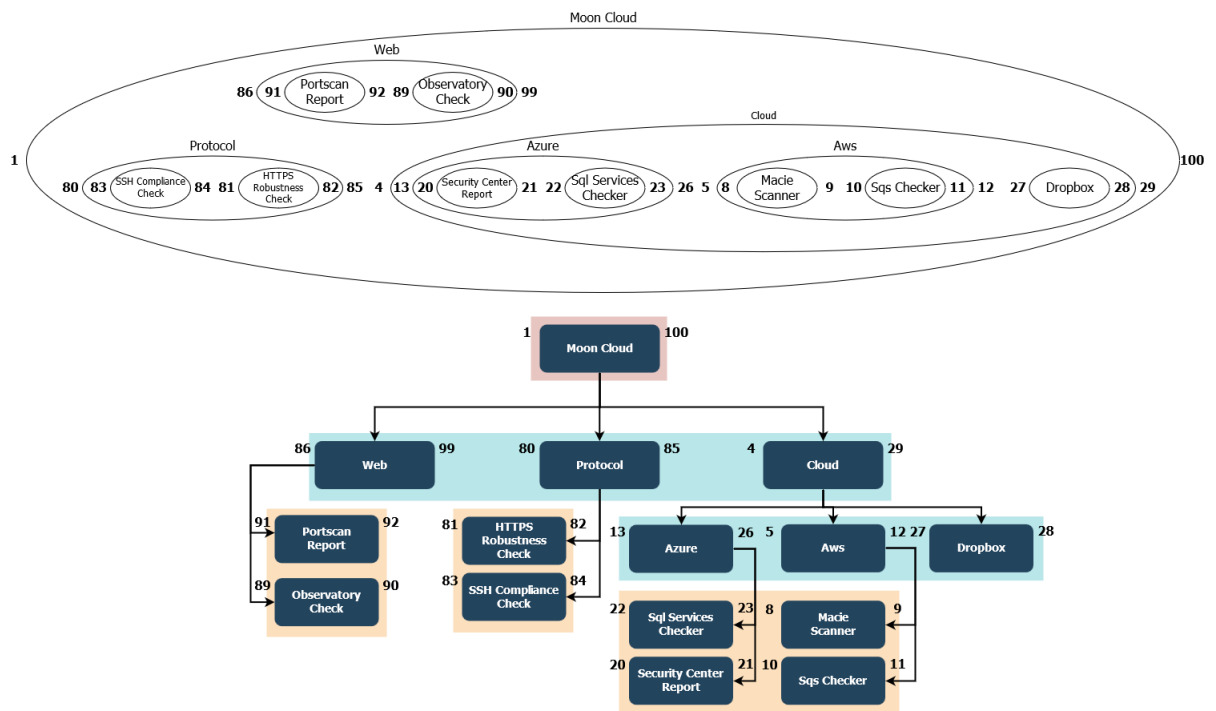 Moon Cloud
Web
86 91 Portscan Report 92 89 Observatory Check 90 99
Cloud
Protocol Azure Aws
1 100
80 83 SSH Compliance Check 84 81 HTTPS Robustness Check 82 85 4 13 20 Security Center Report 21 22 Sql Services Checker 23 26 5 8 Macie Scanner 9 10 Sqs Checker 11 12 27 Dropbox 28 29
1 Moon Cloud 100
86 Web 99 80 Protocol 85 4 Cloud 29
91 Portscan Report 92
81 HTTPS Robustness Check 82
13 Azure 26 5 Aws 12 27 Dropbox 28
89 Observatory Check 90
83 SSH Compliance Check 84
22 Sql Services Checker 23 8 Macie Scanner 9
20 Security Center Report 21 10 Sqs Checker 11